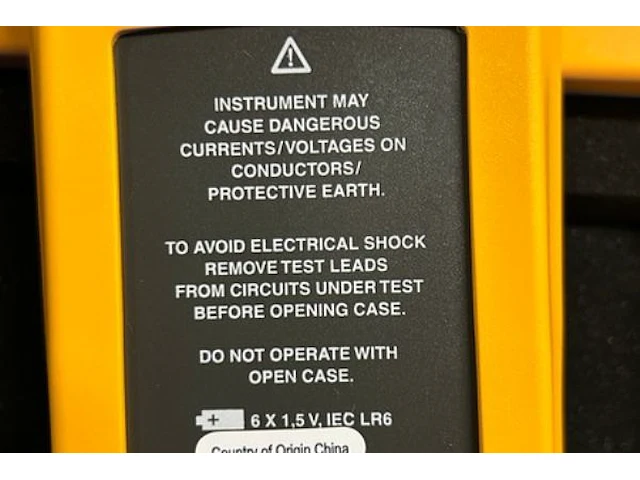 INSTRUMENT MAY
CAUSE DANGEROUS
CURRENTS/VOLTAGES ON
CONDUCTORS/
PROTECTIVE EARTH.
TO AVOID ELECTRICAL SHOCK
REMOVE TEST LEADS
FROM CIRCUITS UNDER TEST
BEFORE OPENING CASE.
DO NOT OPERATE WITH
OPEN CASE.
6 X 1,5 V, IEC LR6
Country of Origin China